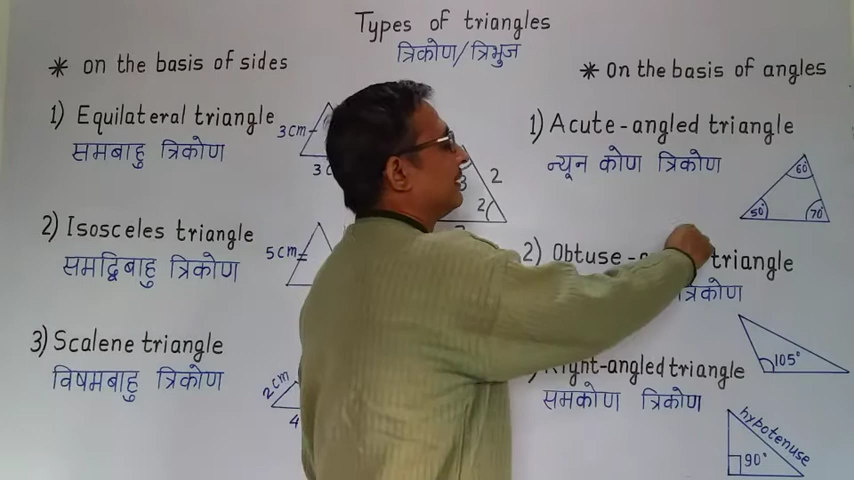 Types of triangles
त्रिकोण/त्रिभुज
* on the basis of sides
1) Equilateral triangle
समबाहु त्रिकोण
3cm
3
2) Isosceles triangle
समद्विबाहु त्रिकोण
5cm
3) Scalene triangle
विषमबाहु त्रिकोण
2cm
4
3 2
2
* On the basis of angles
1) Acute-angled triangle
न्यून कोण त्रिकोण
60°
50° 70°
2) Obtuse- triangle
त्रिकोण
105°
Right-angled triangle
समकोण त्रिकोण
hypotenuse
90°